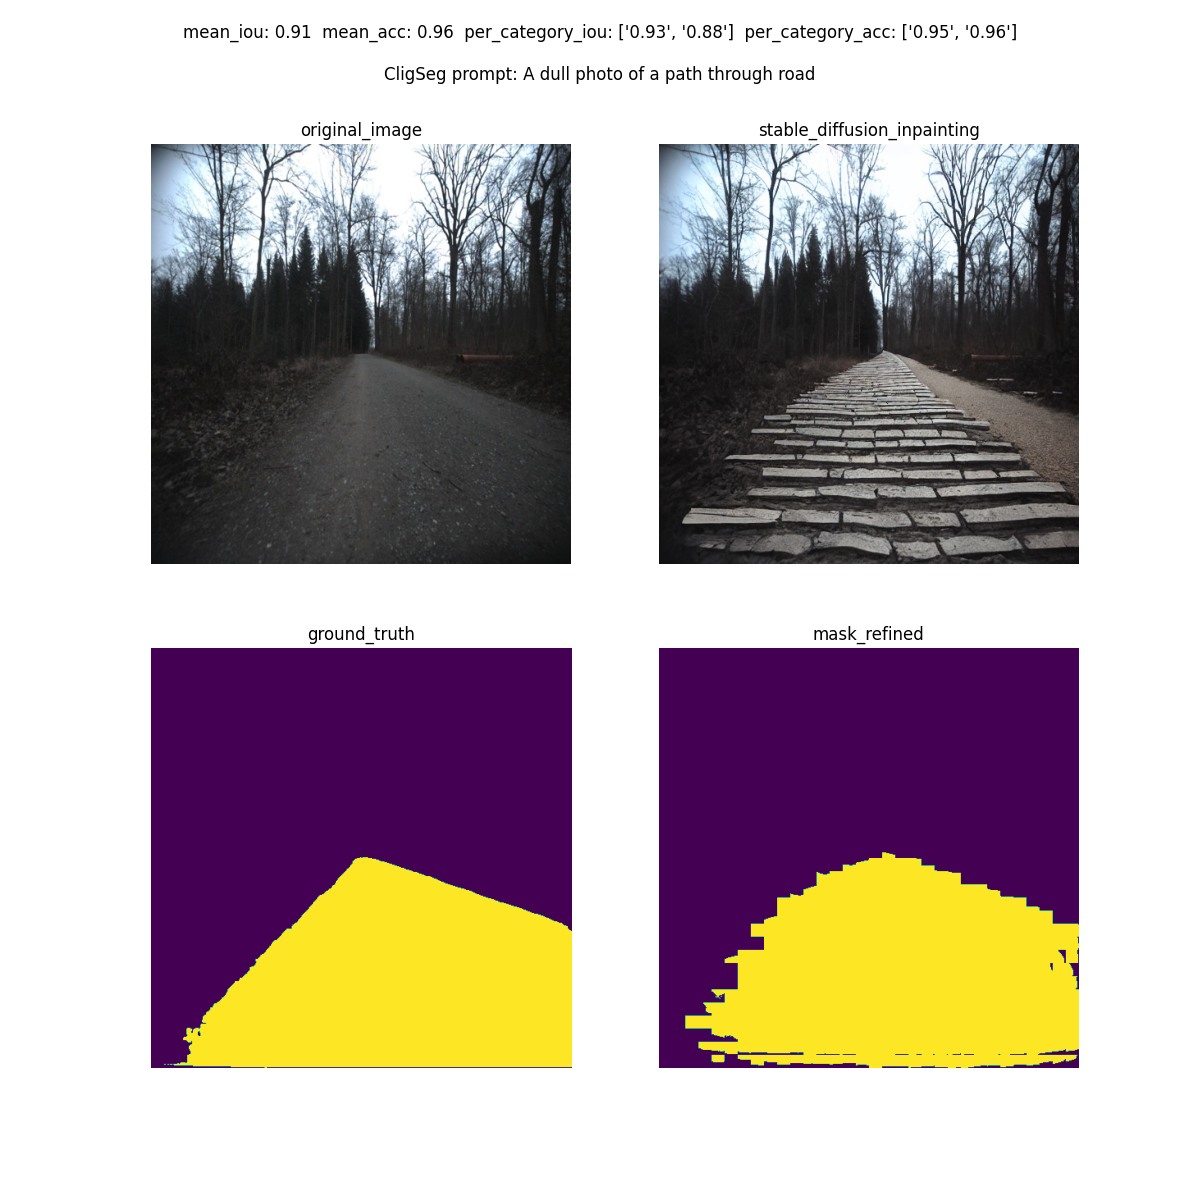 mean_iou: 0.91  mean_acc: 0.96  per_category_iou: ['0.93', '0.88']  per_category_acc: ['0.95', '0.96']
CligSeg prompt: A dull photo of a path through road
original_image
stable_diffusion_inpainting
ground_truth
mask_refined